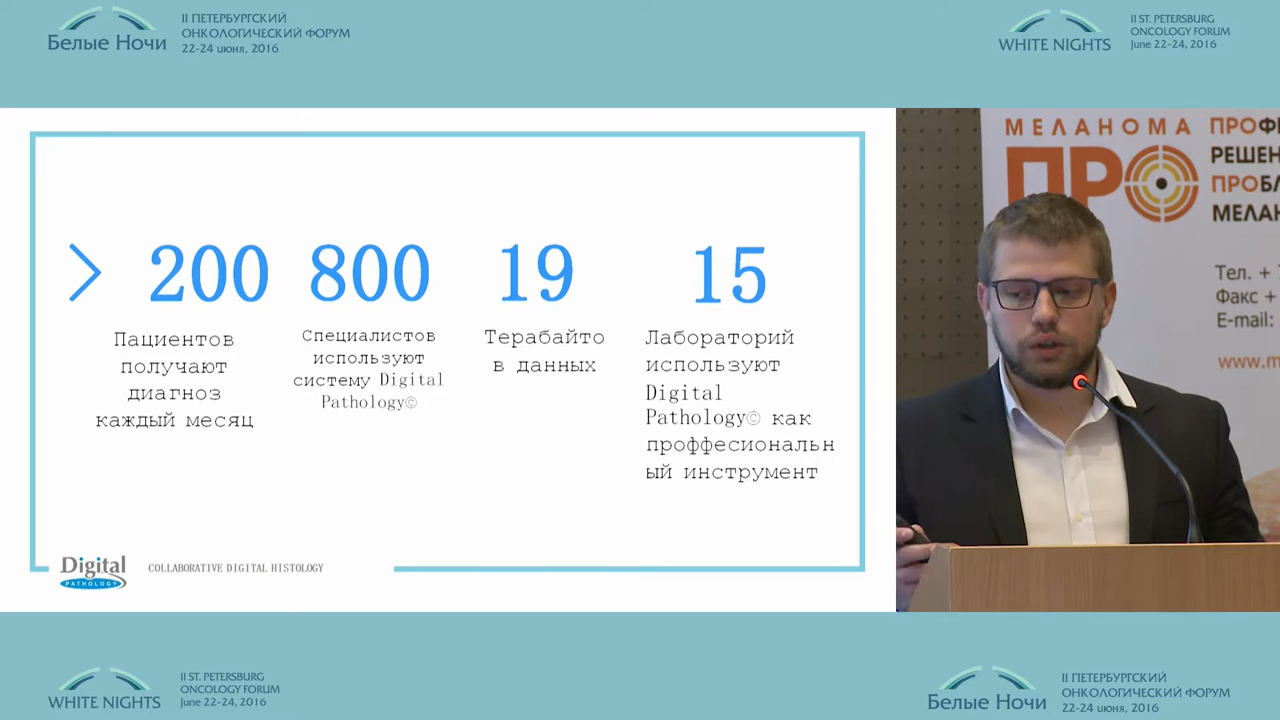 Белые Ночи
II ПЕТЕРБУРГСКИЙ
ОНКОЛОГИЧЕСКИЙ ФОРУМ
22-24 июня, 2016
WHITE NIGHTS
II ST. PETERSBURG
ONCOLOGY FORUM
June 22-24, 2016
> 200
Пациентов
получают
диагноз
каждый месяц
800
Специалистов
используют
систему Digital
Pathology©
19
Терабайто
в данных
15
Лабораторий
используют
Digital
Pathology© как
проффесиональн
ый инструмент
Digital
PATHOLOGY
COLLABORATIVE DIGITAL HISTOLOGY
МЕЛАНОМА
ПРО
ПРОФ
РЕШЕН
ПРОБЛ
МЕЛАН
Тел. +
Факс +
E-mail:
www.m
WHITE NIGHTS
II ST. PETERSBURG
ONCOLOGY FORUM
June 22-24, 2016
Белые Ночи
II ПЕТЕРБУРГСКИЙ
ОНКОЛОГИЧЕСКИЙ ФОРУМ
22-24 июня, 2016